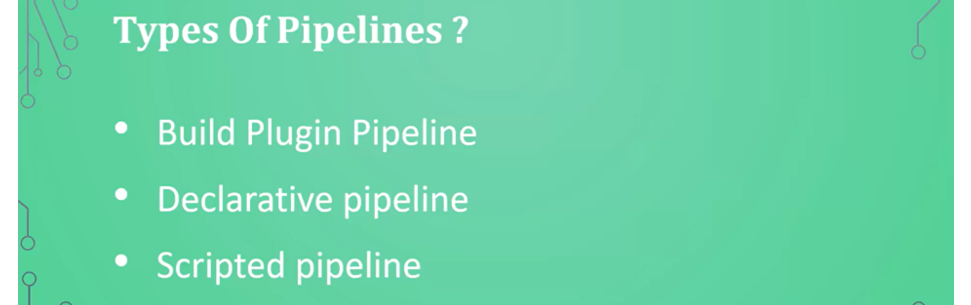 Types Of Pipelines ?
• Build Plugin Pipeline
• Declarative pipeline
• Scripted pipeline